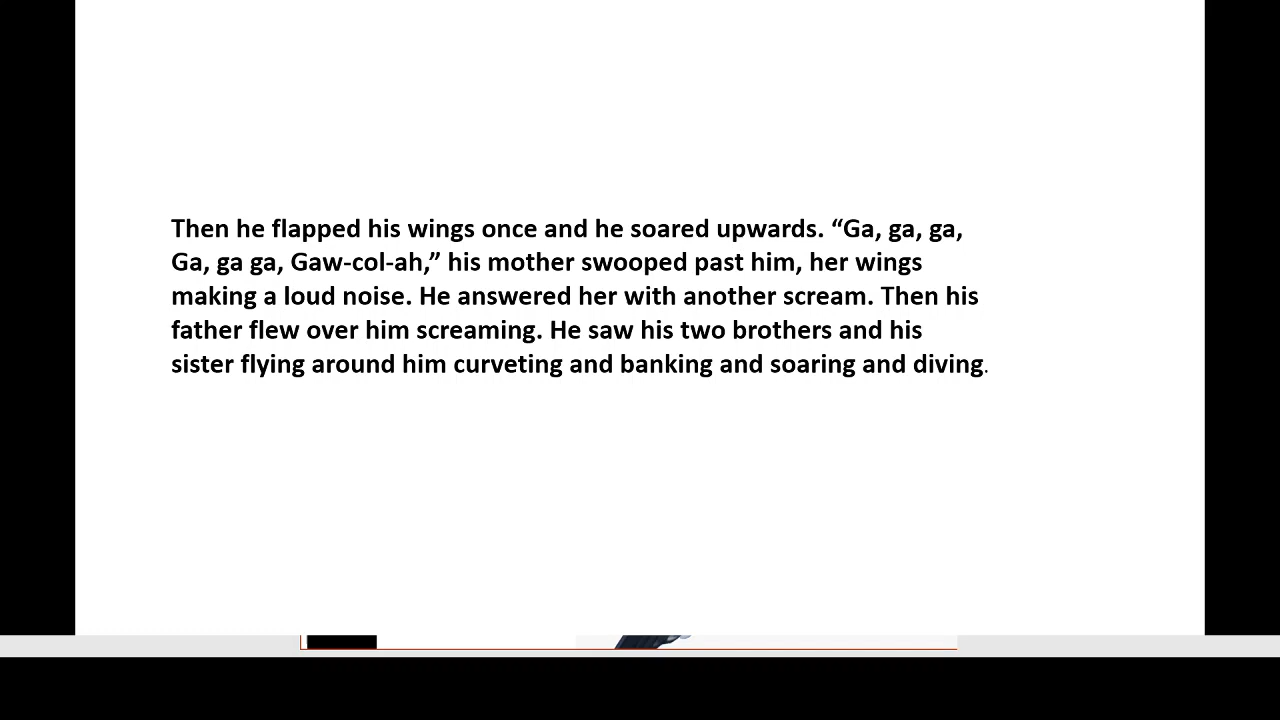 Then he flapped his wings once and he soared upwards. “Ga, ga, ga,
Ga, ga ga, Gaw-col-ah,” his mother swooped past him, her wings
making a loud noise. He answered her with another scream. Then his
father flew over him screaming. He saw his two brothers and his
sister flying around him curveting and banking and soaring and diving.